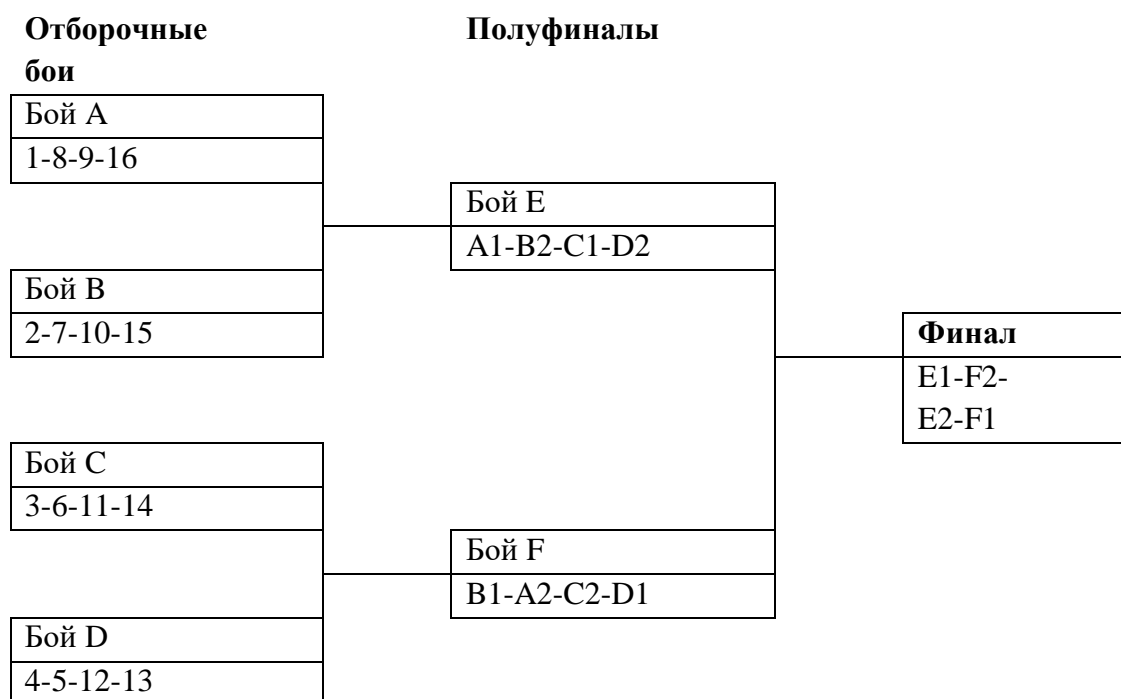 Отборочные
бои
Полуфиналы
Бой A
1-8-9-16
Бой E
A1-B2-C1-D2
Бой B
2-7-10-15
Финал
E1-F2-
E2-F1
Бой C
3-6-11-14
Бой F
B1-A2-C2-D1
Бой D
4-5-12-13